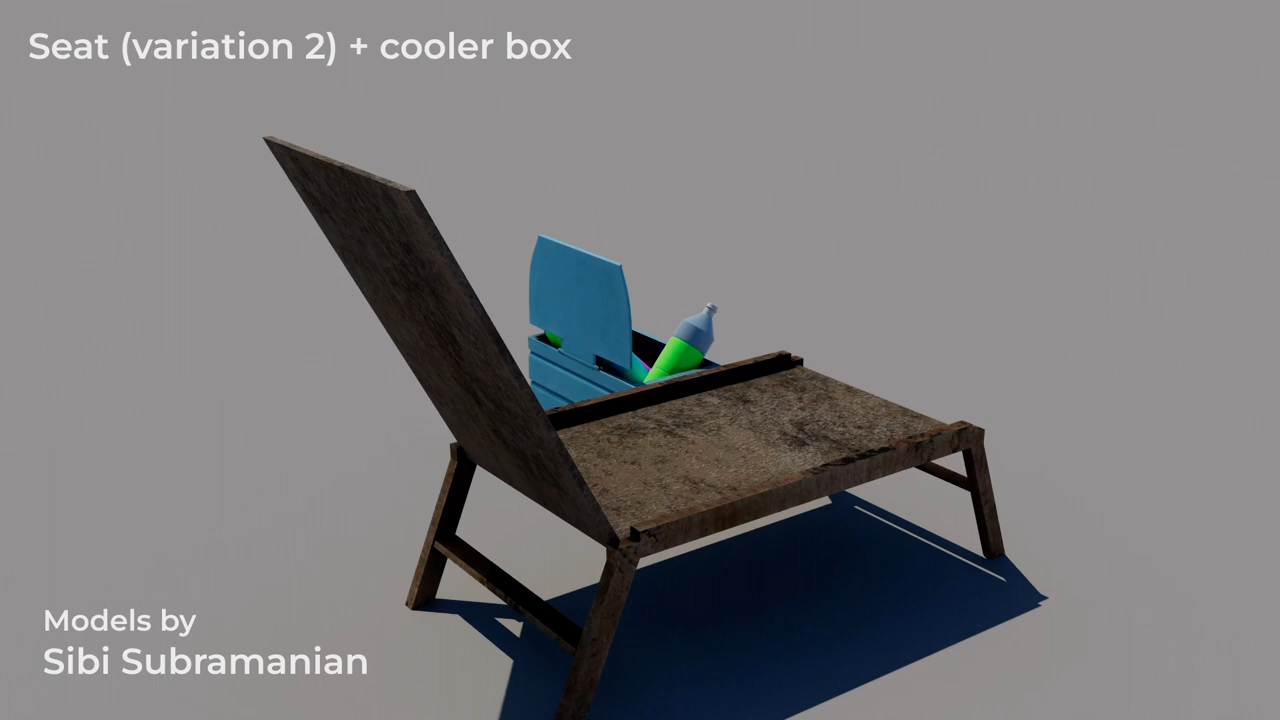 Seat (variation 2) + cooler box
Models by
Sibi Subramanian